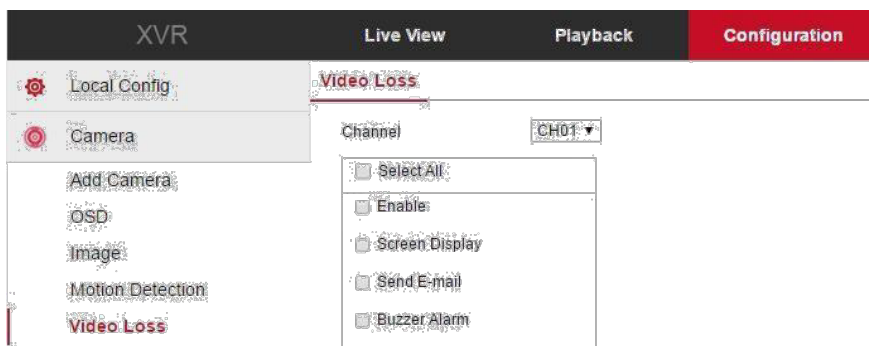 XVR Live View Playback Configuration
Local Config
Camera
Add Camera
OSD
Image
Motion Detection
Video Loss
Video Loss
Channel CH01
Select All
Enable
Screen Display
Send E-mail
Buzzer Alarm